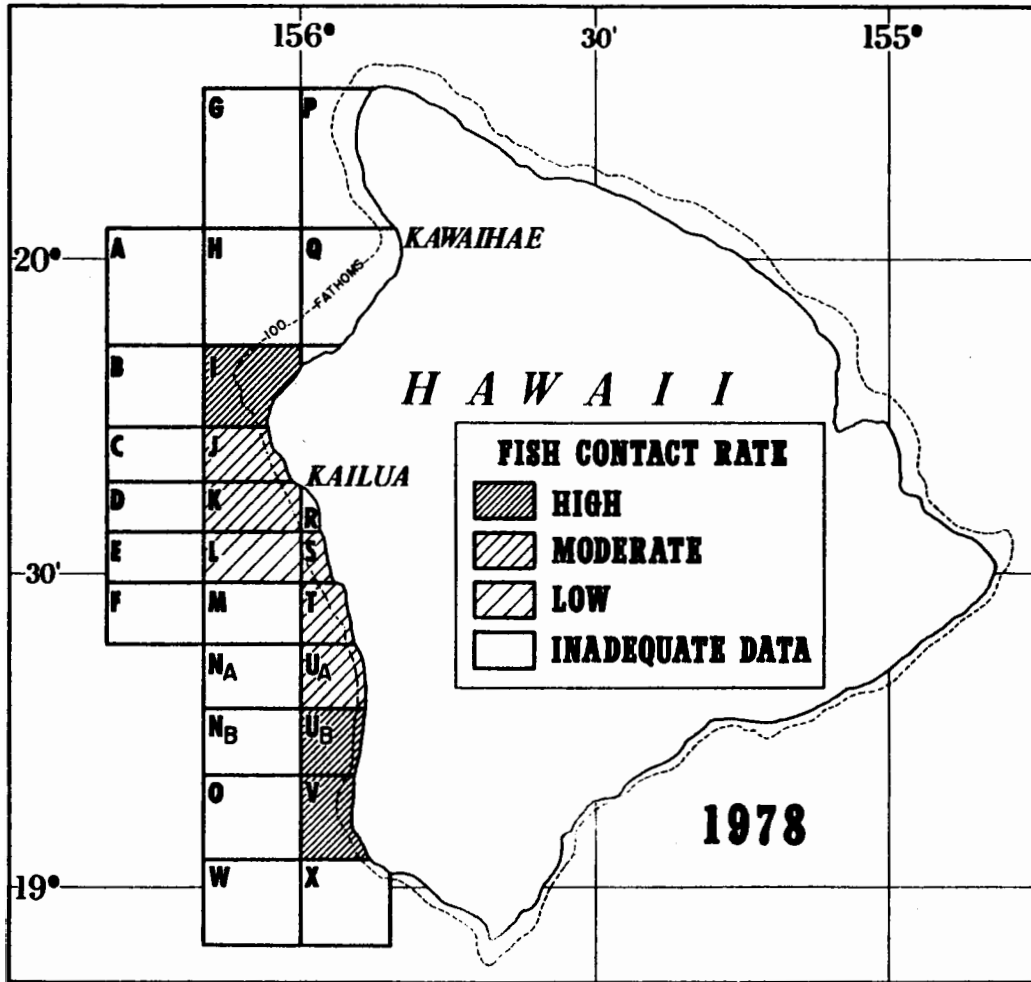 156° 30' 155°
G P
A H Q KAWAIHAE
20°
100 FATHOMS
B I
HAWAII
C J
KAILUA
D K R
E L S
30'
F M T
NA UA
NB UB
O V
W X
19°
FISH CONTACT RATE
HIGH
MODERATE
LOW
INADEQUATE DATA
1978